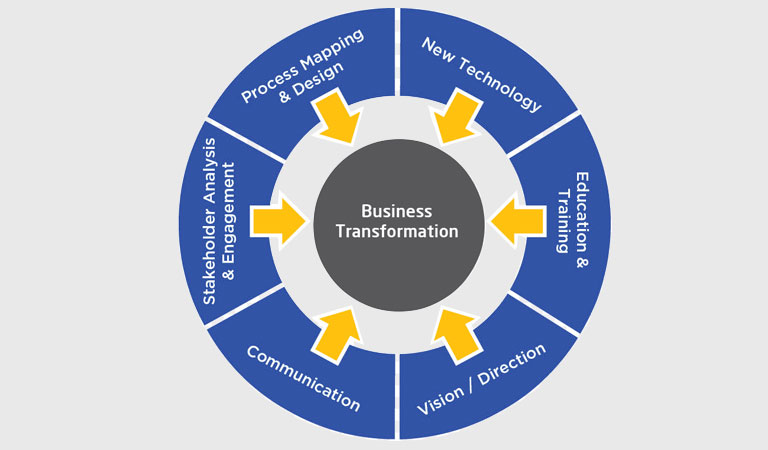 Process Mapping
& Design
New Technology
Education &
Training
Vision / Direction
Communication
Stakeholder Analysis
& Engagement
Business
Transformation